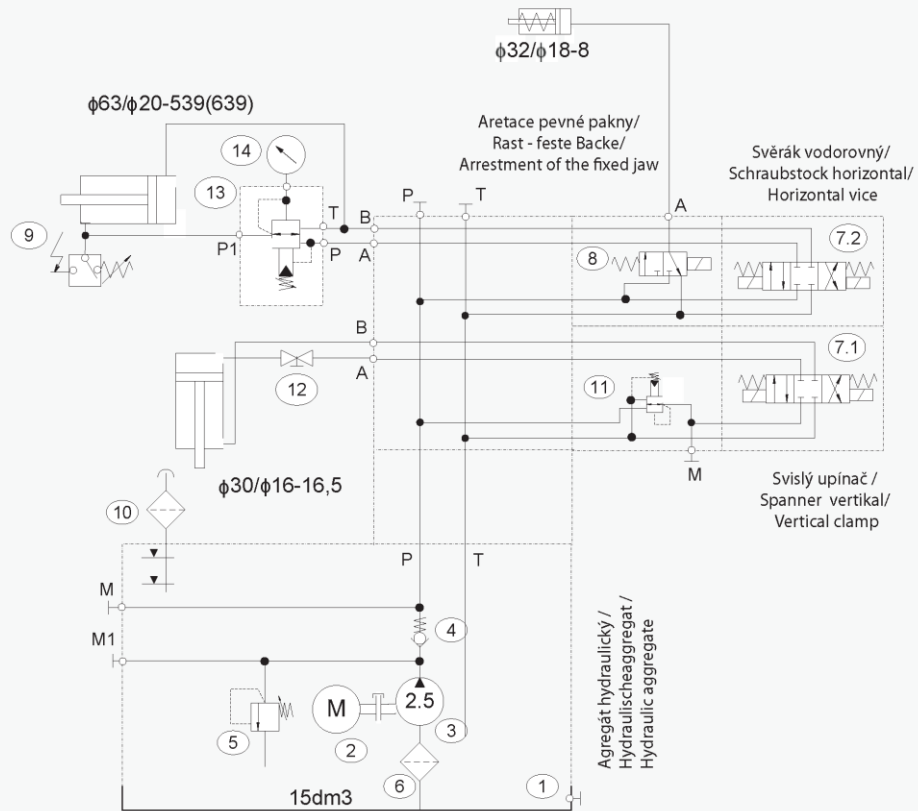 ϕ32/ϕ18-8
ϕ63/ϕ20-539(639)
Aretace pevné pakny/
Rast - feste Backe/
Arrestment of the fixed jaw
Svěrák vodorovný/
Schraubstock horizontal/
Horizontal vice
14
13
P
T
A
T
B
7.2
9
P1
P
A
8
B
7.1
12
A
11
M
ϕ30/ϕ16-16,5
Svislý upínač /
Spanner vertikal/
Vertical clamp
10
P
T
M
4
M1
Agregát hydraulický /
Hydraulischeaggregat /
Hydraulic aggregate
M
2.5
5
2
3
6
1
15dm3